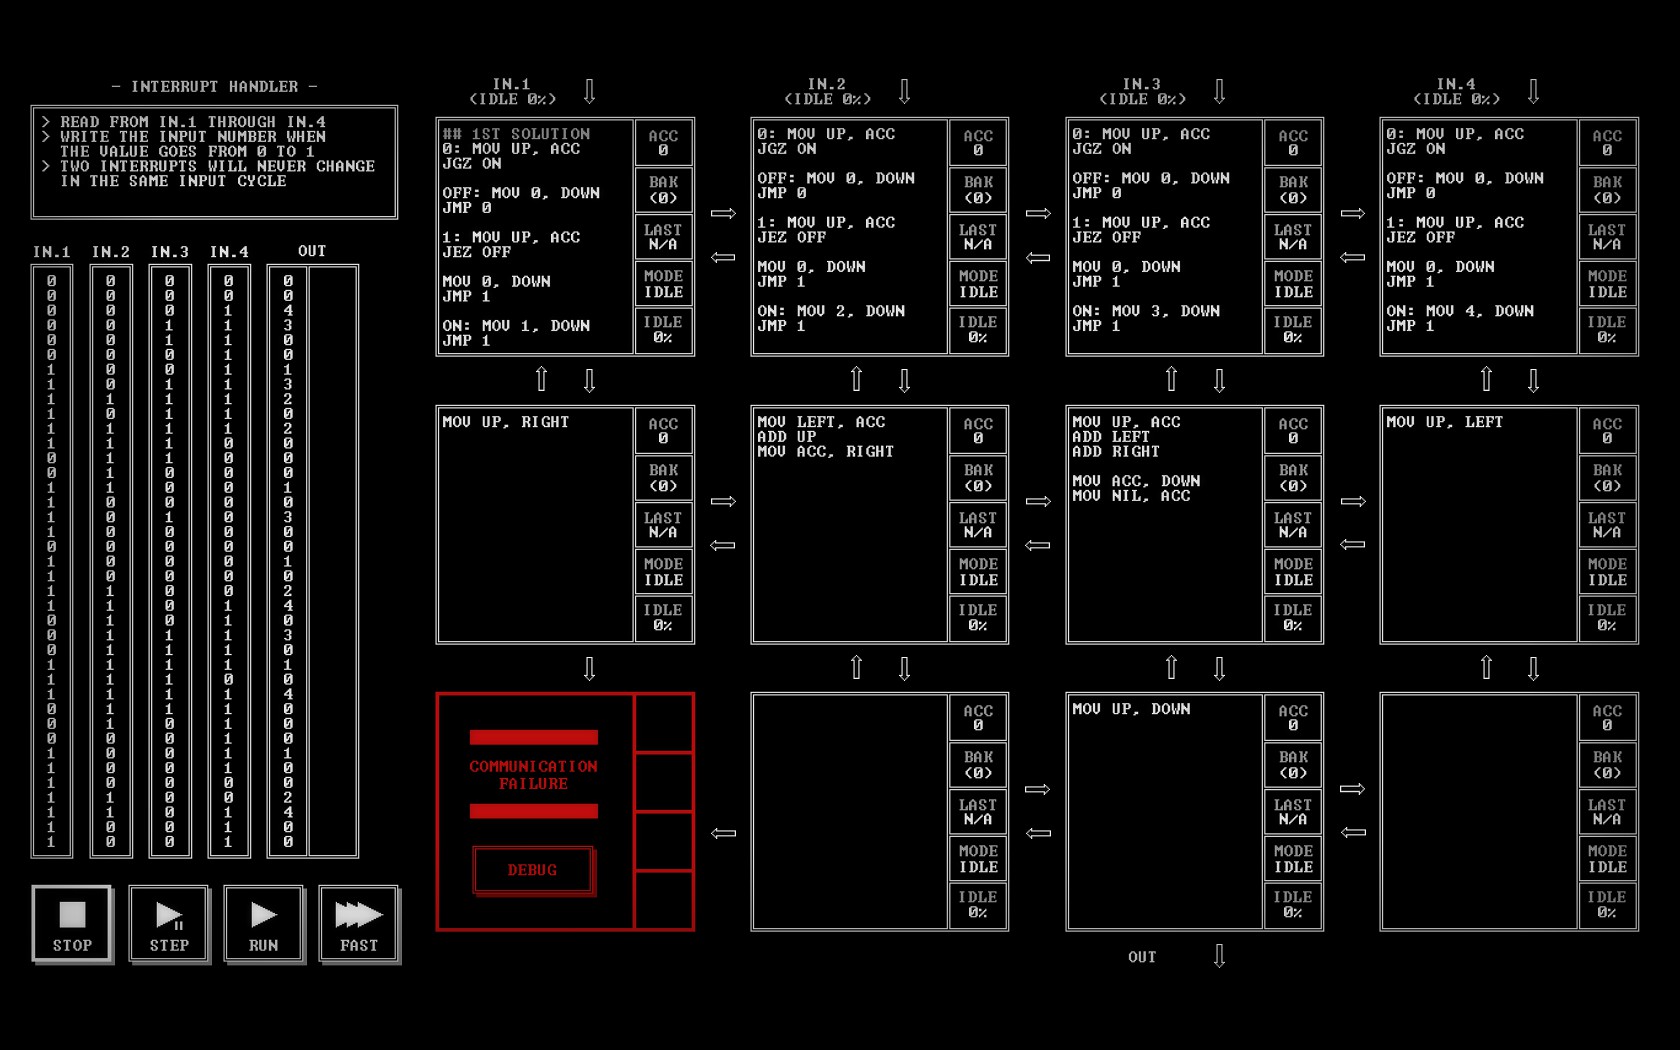 - INTERRUPT HANDLER -
> READ FROM IN.1 THROUGH IN.4
> WRITE THE INPUT NUMBER WHEN
THE VALUE GOES FROM 0 TO 1
> TWO INTERRUPTS WILL NEVER CHANGE
IN THE SAME INPUT CYCLE
IN.1 IN.2 IN.3 IN.4 OUT
0 0 0 0 0
0 0 0 0 0
0 0 0 1 4
0 0 1 1 3
0 0 1 1 0
0 0 0 1 0
1 0 0 1 1
1 0 1 1 3
1 1 1 1 2
1 0 1 1 0
1 1 1 1 2
1 1 1 0 0
0 1 1 0 0
0 1 0 0 0
1 1 0 0 1
1 0 0 0 0
1 0 1 0 3
1 0 0 0 0
0 0 0 0 0
1 0 0 0 1
1 0 0 0 0
1 1 0 0 2
1 1 0 1 4
0 1 0 1 0
0 1 1 1 3
0 1 1 1 0
1 1 1 1 1
1 1 1 0 0
1 1 1 1 4
0 1 1 1 0
0 0 0 1 0
0 0 0 1 0
1 0 0 1 1
1 0 0 1 0
1 0 0 0 0
1 1 0 0 2
1 1 0 1 4
1 0 0 1 0
1 0 0 1 0
STOP
STEP
RUN
FAST
IN.1
(IDLE 0%)
IN.2
(IDLE 0%)
IN.3
(IDLE 0%)
IN.4
(IDLE 0%)
## 1ST SOLUTION
0: MOV UP, ACC
JGZ ON
OFF: MOV 0, DOWN
JMP 0
1: MOV UP, ACC
JEZ OFF
MOV 0, DOWN
JMP 1
ON: MOV 1, DOWN
JMP 1
ACC
0
BAK
(0)
LAST
N/A
MODE
IDLE
IDLE
0%
0: MOV UP, ACC
JGZ ON
OFF: MOV 0, DOWN
JMP 0
1: MOV UP, ACC
JEZ OFF
MOV 0, DOWN
JMP 1
ON: MOV 2, DOWN
JMP 1
ACC
0
BAK
(0)
LAST
N/A
MODE
IDLE
IDLE
0%
0: MOV UP, ACC
JGZ ON
OFF: MOV 0, DOWN
JMP 0
1: MOV UP, ACC
JEZ OFF
MOV 0, DOWN
JMP 1
ON: MOV 3, DOWN
JMP 1
ACC
0
BAK
(0)
LAST
N/A
MODE
IDLE
IDLE
0%
0: MOV UP, ACC
JGZ ON
OFF: MOV 0, DOWN
JMP 0
1: MOV UP, ACC
JEZ OFF
MOV 0, DOWN
JMP 1
ON: MOV 4, DOWN
JMP 1
ACC
0
BAK
(0)
LAST
N/A
MODE
IDLE
IDLE
0%
MOV UP, RIGHT
ACC
0
BAK
(0)
LAST
N/A
MODE
IDLE
IDLE
0%
MOV LEFT, ACC
ADD UP
MOV ACC, RIGHT
ACC
0
BAK
(0)
LAST
N/A
MODE
IDLE
IDLE
0%
MOV UP, ACC
ADD LEFT
ADD RIGHT
MOV ACC, DOWN
MOV NIL, ACC
ACC
0
BAK
(0)
LAST
N/A
MODE
IDLE
IDLE
0%
MOV UP, LEFT
ACC
0
BAK
(0)
LAST
N/A
MODE
IDLE
IDLE
0%
COMMUNICATION
FAILURE
DEBUG
ACC
0
BAK
(0)
LAST
N/A
MODE
IDLE
IDLE
0%
MOV UP, DOWN
ACC
0
BAK
(0)
LAST
N/A
MODE
IDLE
IDLE
0%
ACC
0
BAK
(0)
LAST
N/A
MODE
IDLE
IDLE
0%
OUT